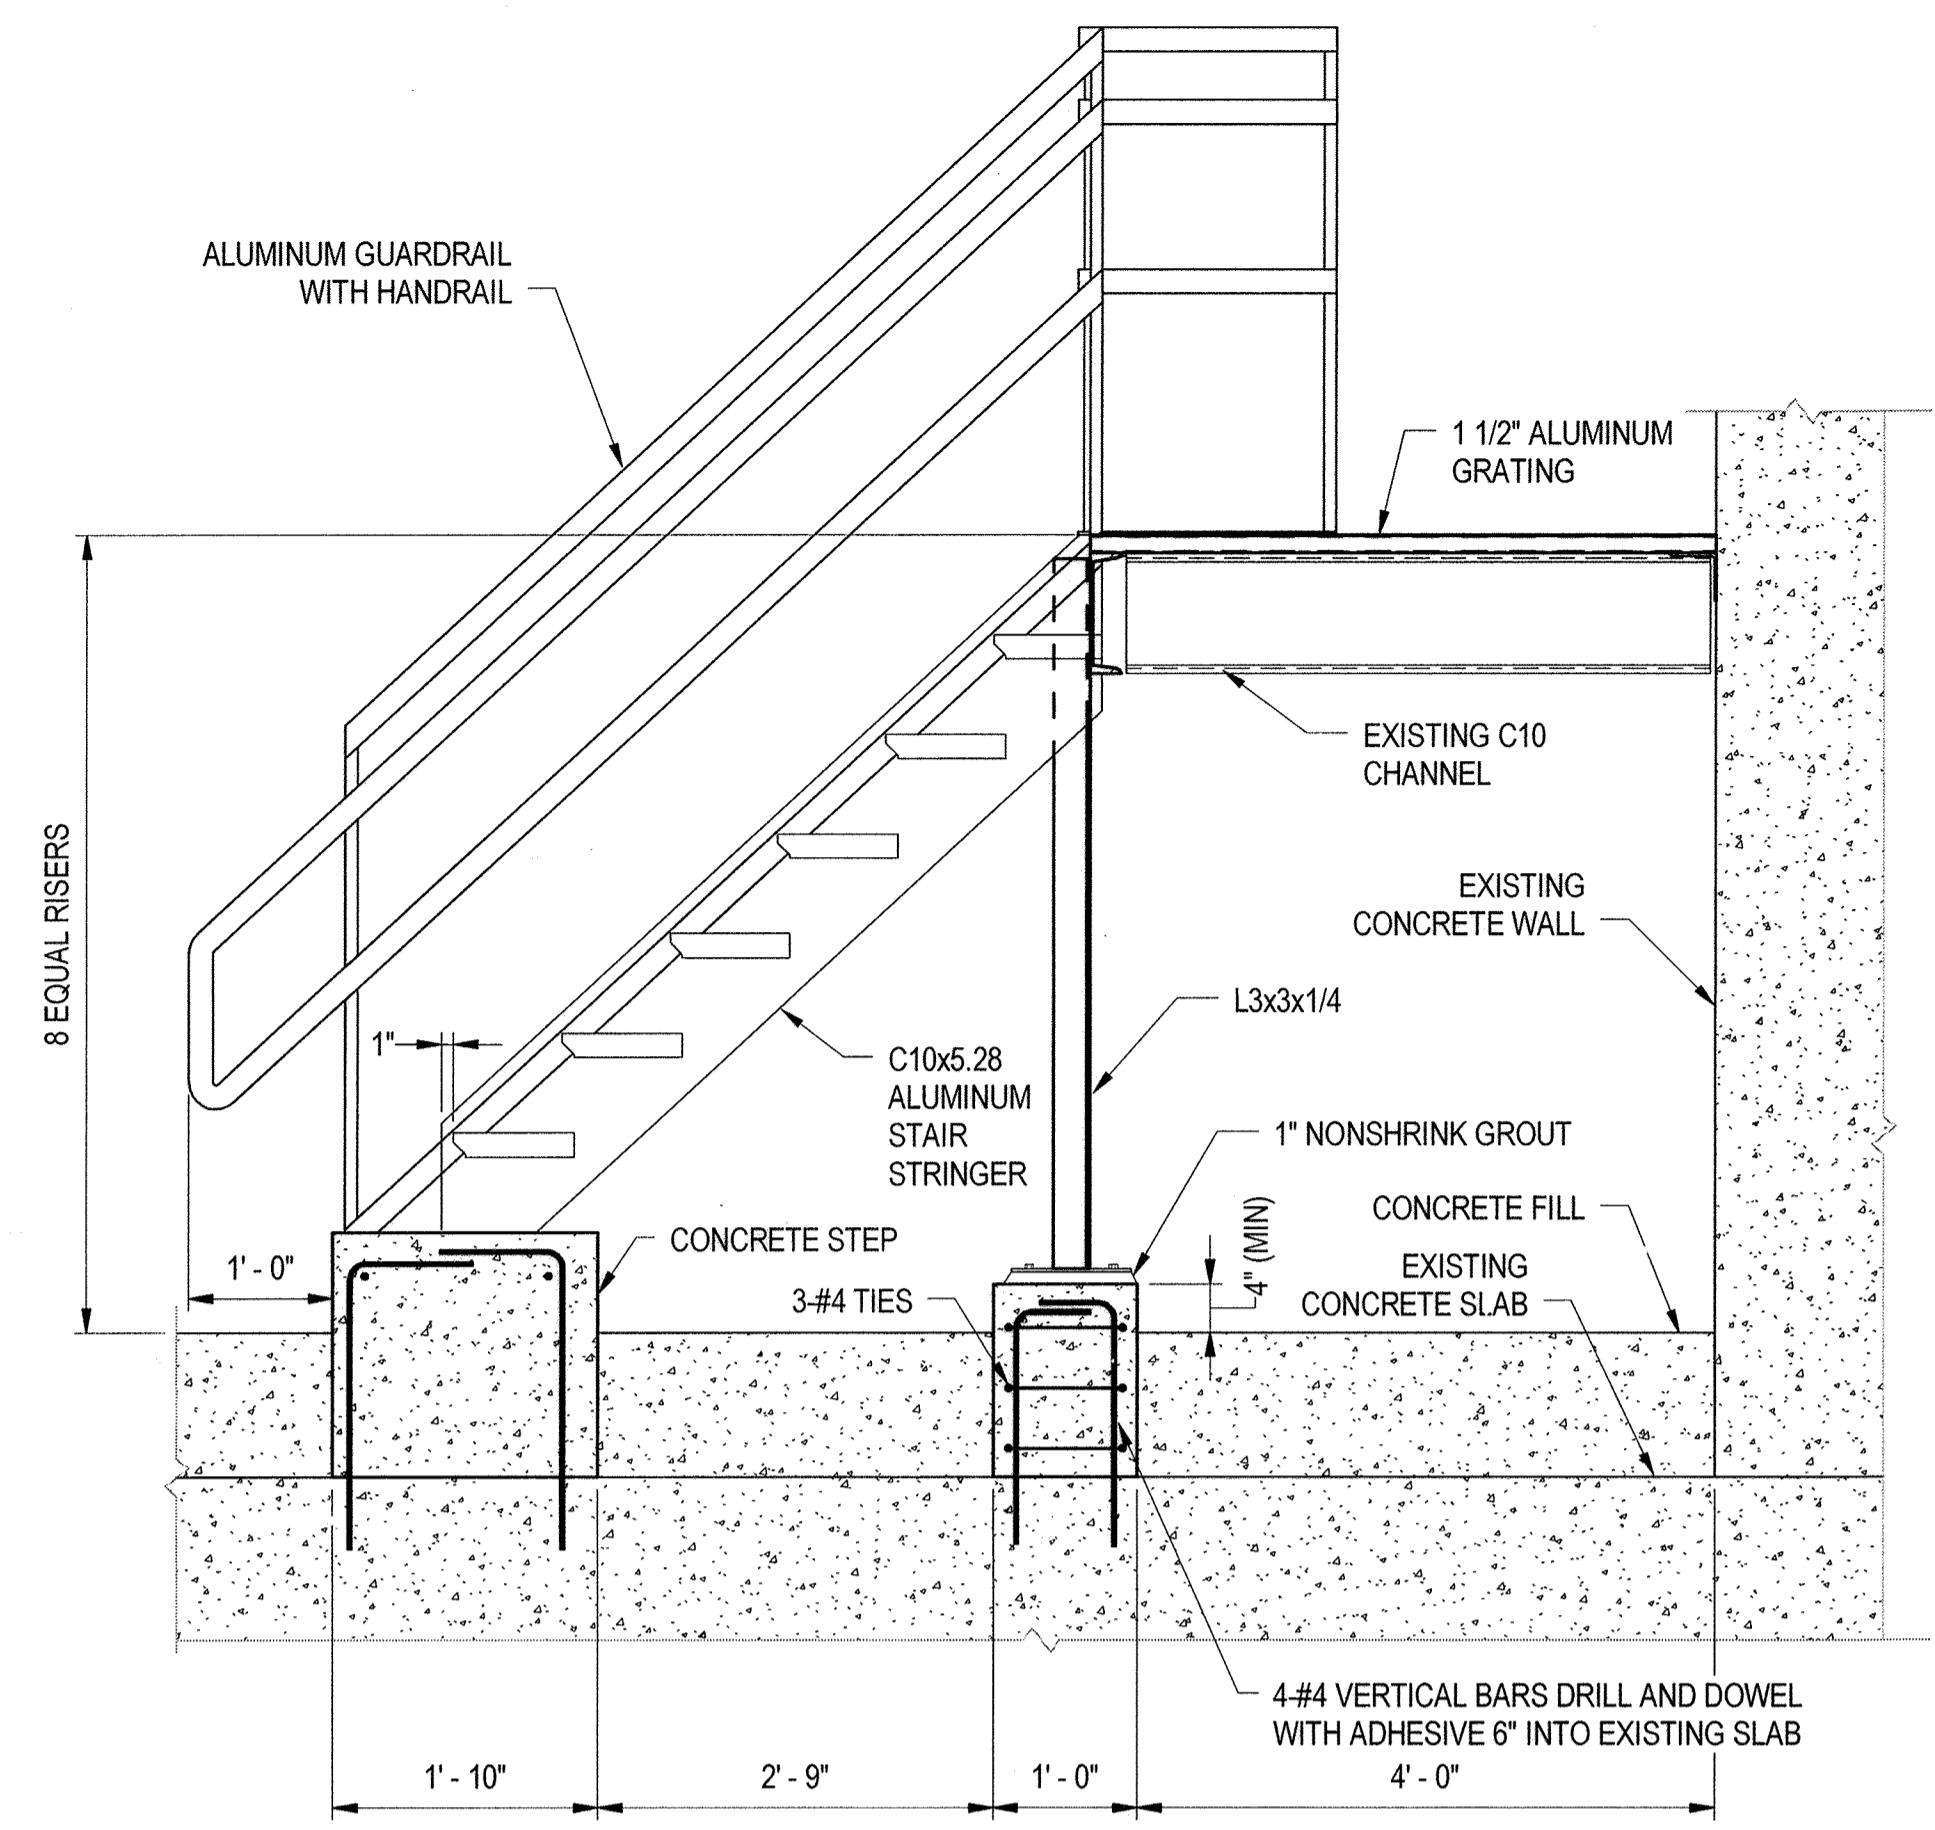 ALUMINUM GUARDRAIL
WITH HANDRAIL
1 1/2" ALUMINUM
GRATING
EXISTING C10
CHANNEL
8 EQUAL RISERS
EXISTING
CONCRETE WALL
L3x3x1/4
1"
C10x5.28
ALUMINUM
STAIR
STRINGER
1" NONSHRINK GROUT
CONCRETE FILL
4" (MIN)
CONCRETE STEP
EXISTING
CONCRETE SLAB
1' - 0"
3-#4 TIES
4-#4 VERTICAL BARS DRILL AND DOWEL
WITH ADHESIVE 6" INTO EXISTING SLAB
1' - 10"
2' - 9"
1' - 0"
4' - 0"